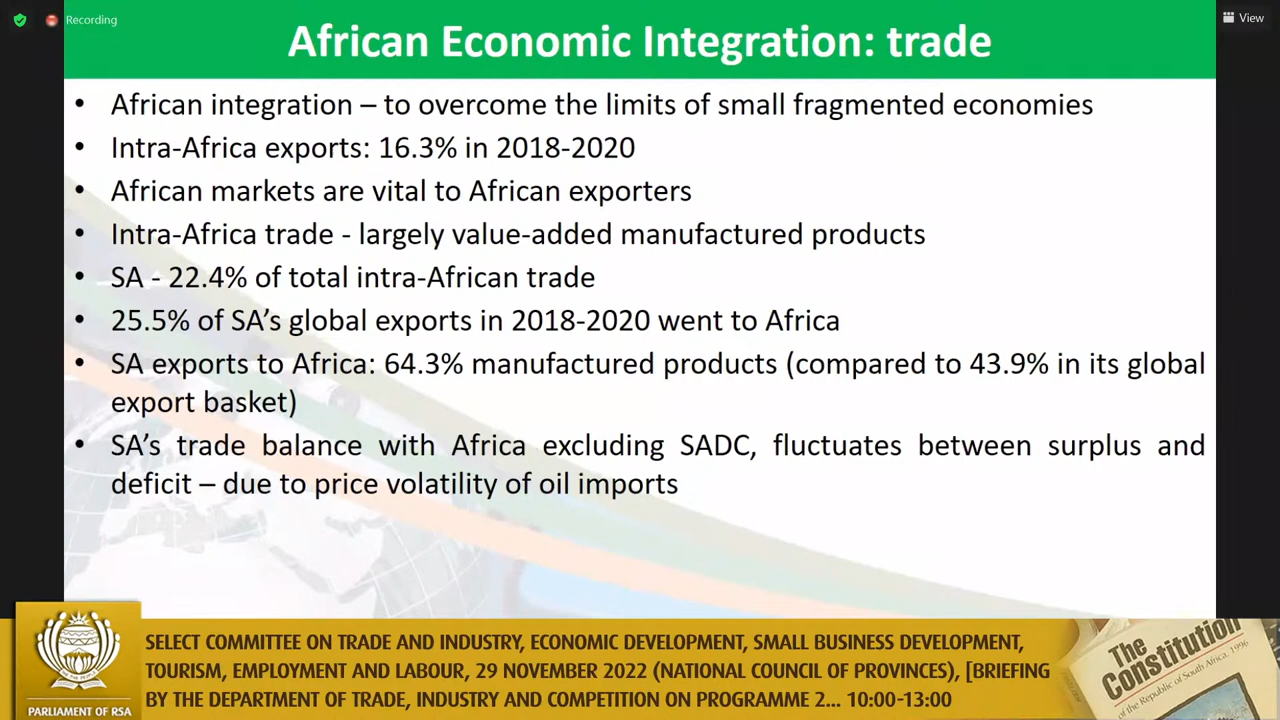 Recording
View
African Economic Integration: trade
• African integration – to overcome the limits of small fragmented economies
• Intra-Africa exports: 16.3% in 2018-2020
• African markets are vital to African exporters
• Intra-Africa trade - largely value-added manufactured products
• SA - 22.4% of total intra-African trade
• 25.5% of SA’s global exports in 2018-2020 went to Africa
• SA exports to Africa: 64.3% manufactured products (compared to 43.9% in its global
export basket)
• SA’s trade balance with Africa excluding SADC, fluctuates between surplus and
deficit – due to price volatility of oil imports
SELECT COMMITTEE ON TRADE AND INDUSTRY, ECONOMIC DEVELOPMENT, SMALL BUSINESS DEVELOPMENT,
TOURISM, EMPLOYMENT AND LABOUR, 29 NOVEMBER 2022 (NATIONAL COUNCIL OF PROVINCES), [BRIEFING
BY THE DEPARTMENT OF TRADE, INDUSTRY AND COMPETITION ON PROGRAMME 2... 10:00-13:00
PARLIAMENT OF RSA
The
Constitution
of the Republic of South Africa, 1996